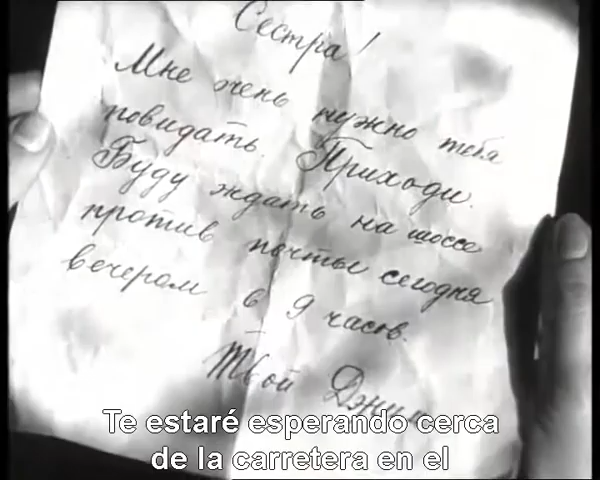 Сестра!
Мне очень нужно тебя
повидать. Приходи.
Буду ждать на шоссе
против почты сегодня
вечером в 9 часов.
Твой Джим
Te estaré esperando cerca
de la carretera en el